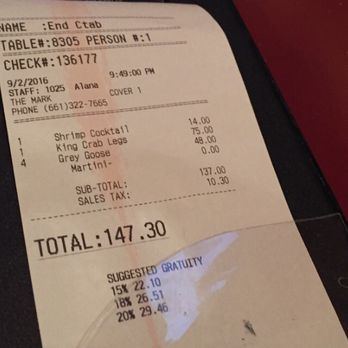 NAME :End Ctab
TABLE#:8305 PERSON #:1
CHECK#:136177
9/2/2016 9:49:00 PM
STAFF: 1025 Alana
THE MARK COVER 1
PHONE (661)322-7665
1 Shrimp Cocktail 14.00
1 King Crab Legs 75.00
4 Grey Goose 48.00
Martini- 0.00
SUB-TOTAL: 137.00
SALES TAX: 10.30
TOTAL:147.30
SUGGESTED GRATUITY
15% 22.10
18% 26.51
20% 29.46